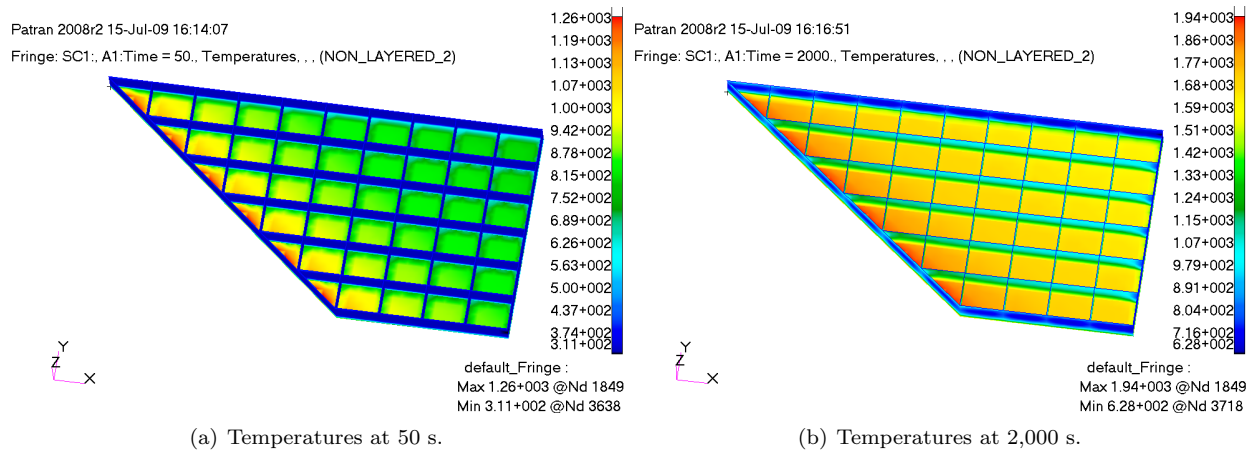 Patran 2008r2 15-Jul-09 16:14:07
Fringe: SC1:, A1:Time = 50., Temperatures, , , (NON_LAYERED_2)
1.26+003
1.19+003
1.13+003
1.07+003
1.00+003
9.42+002
8.78+002
8.15+002
7.52+002
6.89+002
6.26+002
5.63+002
5.00+002
4.37+002
3.74+002
3.11+002
Y
Z
X
default_Fringe :
Max 1.26+003 @Nd 1849
Min 3.11+002 @Nd 3638
(a) Temperatures at 50 s.
Patran 2008r2 15-Jul-09 16:16:51
Fringe: SC1:, A1:Time = 2000., Temperatures, , , (NON_LAYERED_2)
1.94+003
1.86+003
1.77+003
1.68+003
1.59+003
1.51+003
1.42+003
1.33+003
1.24+003
1.15+003
1.07+003
9.79+002
8.91+002
8.04+002
7.16+002
6.28+002
Y
Z
X
default_Fringe :
Max 1.94+003 @Nd 1849
Min 6.28+002 @Nd 3718
(b) Temperatures at 2,000 s.